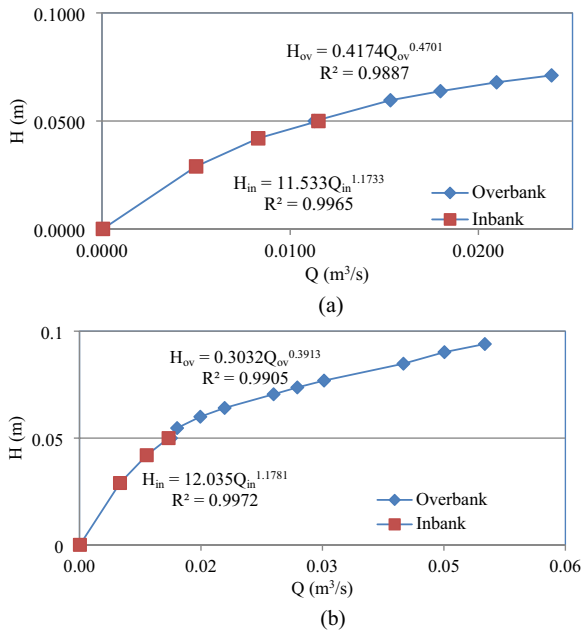 0.1000
H_ov = 0.4174Q_ov^0.4701
R² = 0.9887
H (m)
0.0500
H_in = 11.533Q_in^1.1733
R² = 0.9965
Overbank
Inbank
0.0000
0.0000 0.0100 0.0200
Q (m³/s)
(a)
0.1
H_ov = 0.3032Q_ov^0.3913
R² = 0.9905
H (m)
0.05
H_in = 12.035Q_in^1.1781
R² = 0.9972
Overbank
Inbank
0
0.00 0.02 0.03 0.05 0.06
Q (m³/s)
(b)